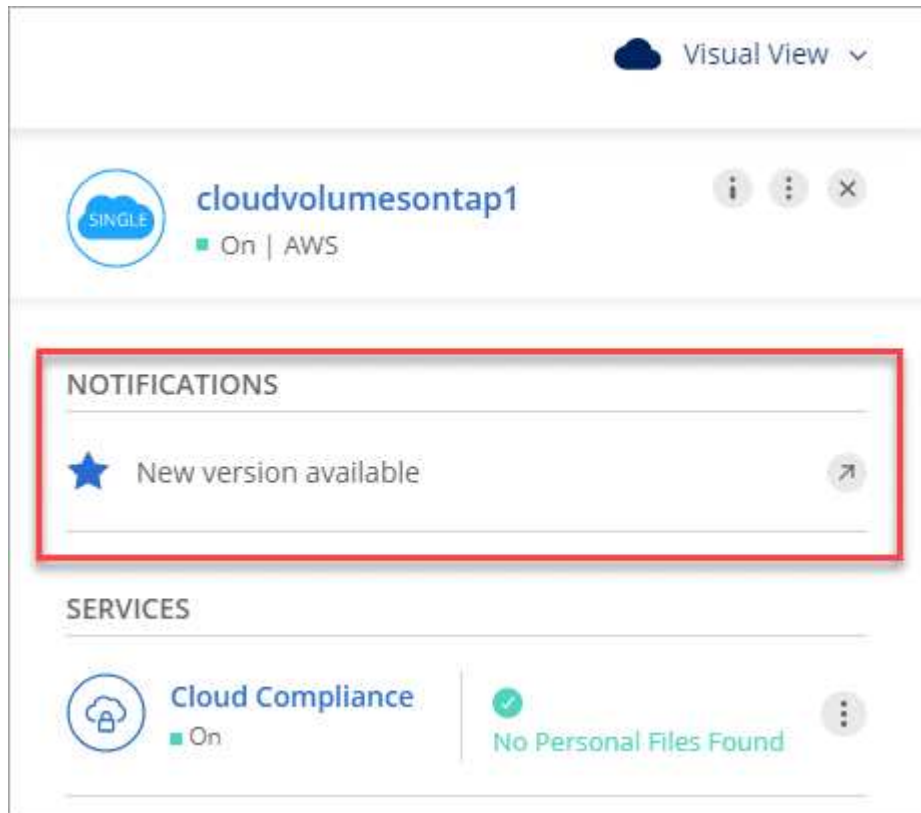 Visual View
SINGLE
cloudvolumesontap1
On | AWS
NOTIFICATIONS
New version available
SERVICES
Cloud Compliance
On
No Personal Files Found